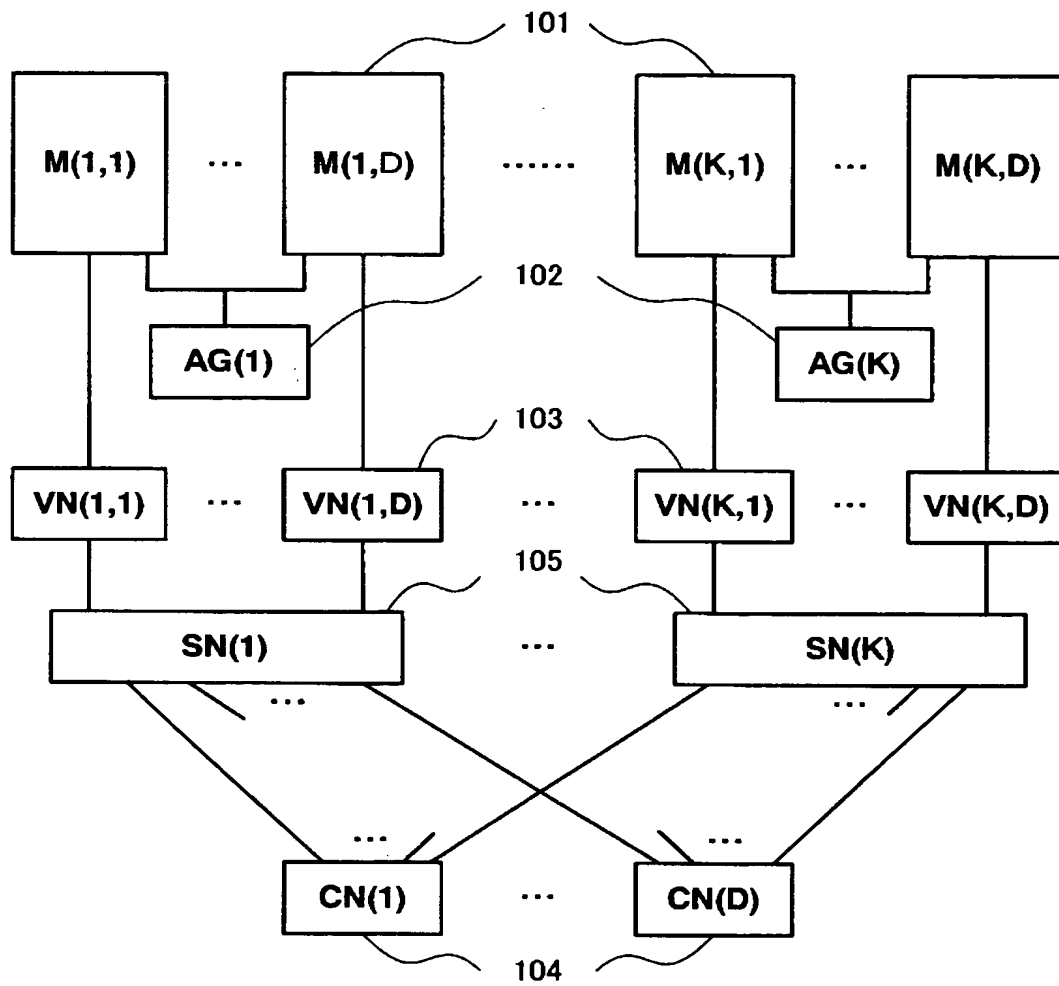 101
M(1,1) ... M(1,D) ...... M(K,1) ... M(K,D)
102
AG(1) AG(K)
103
VN(1,1) ... VN(1,D) ... VN(K,1) ... VN(K,D)
105
SN(1) ... SN(K)
... ...
... ...
CN(1) ... CN(D)
104